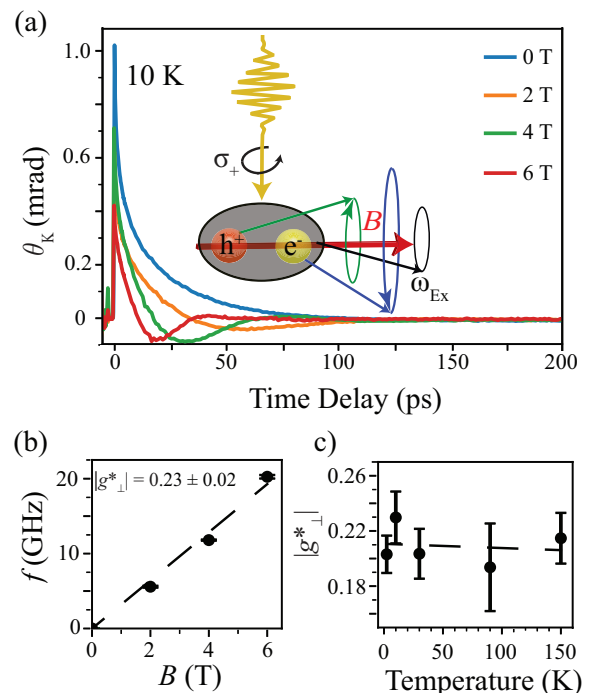 (a)
10 K
0 T
2 T
4 T
6 T
σ+
h+
e-
B
ωEx
θK (mrad)
1.0
0.6
0.2
0
0
50
100
150
200
Time Delay (ps)
(b)
|g*⊥| = 0.23 ± 0.02
f (GHz)
20
10
0
0
2
4
6
B (T)
c)
|g*⊥|
0.26
0.22
0.18
0
50
100
150
Temperature (K)